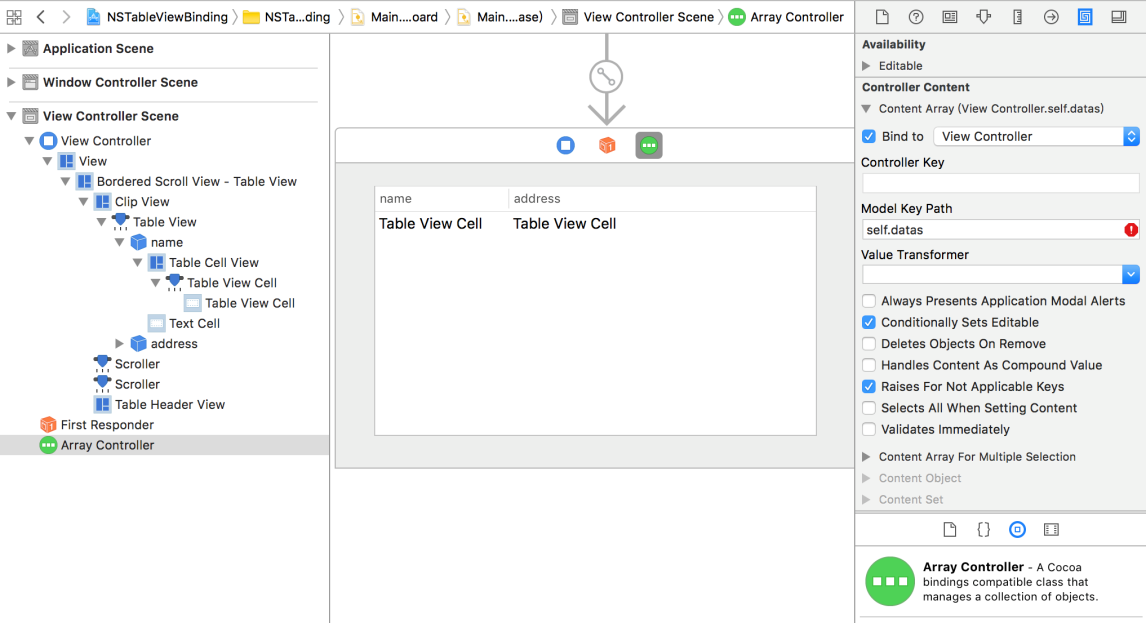 NSTableViewBinding
NSTa...ding
Main....oard
Main....ase)
View Controller Scene
Array Controller
Application Scene
Window Controller Scene
View Controller Scene
View Controller
View
Bordered Scroll View - Table View
Clip View
Table View
name
Table Cell View
Table View Cell
Table View Cell
Text Cell
address
Scroller
Scroller
Table Header View
First Responder
Array Controller
name address
Table View Cell Table View Cell
Availability
Editable
Controller Content
Content Array (View Controller.self.datas)
Bind to View Controller
Controller Key
Model Key Path
self.datas
Value Transformer
Always Presents Application Modal Alerts
Conditionally Sets Editable
Deletes Objects On Remove
Handles Content As Compound Value
Raises For Not Applicable Keys
Selects All When Setting Content
Validates Immediately
Content Array For Multiple Selection
Content Object
Content Set
Array Controller - A Cocoa
bindings compatible class that
manages a collection of objects.